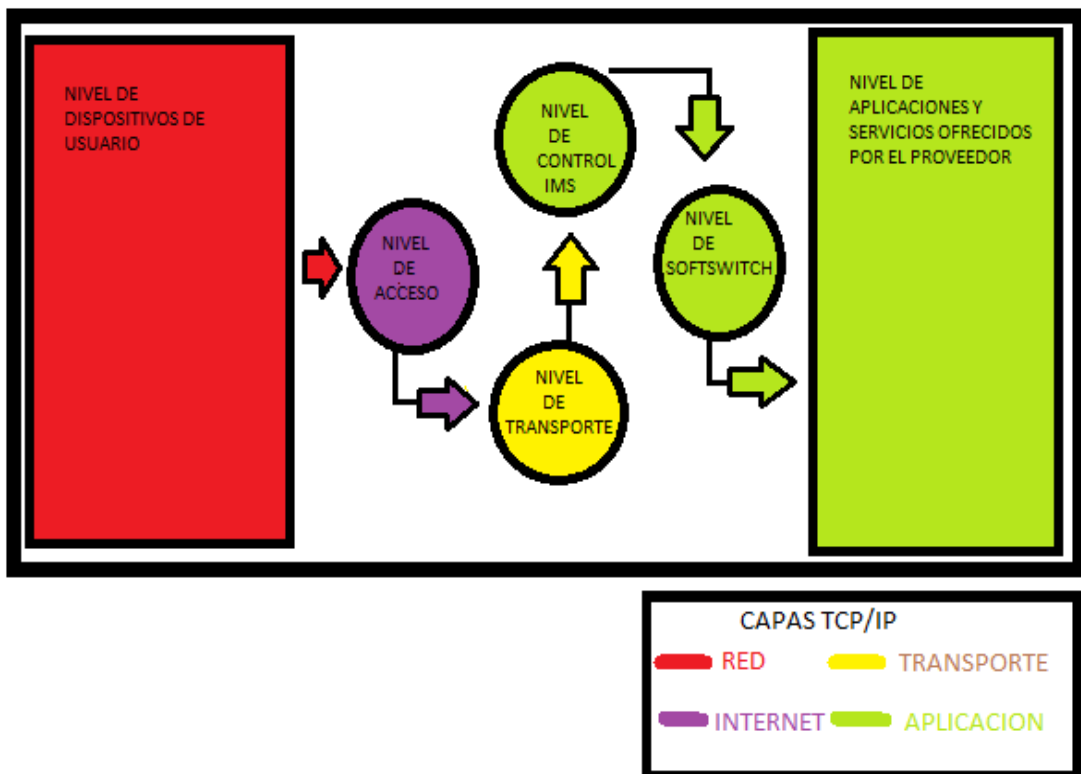 NIVEL DE
DISPOSITIVOS DE
USUARIO
NIVEL
DE
ACCESO
NIVEL
DE
TRANSPORTE
NIVEL
DE
CONTROL
IMS
NIVEL
DE
SOFTSWITCH
NIVEL DE
APLICACIONES Y
SERVICIOS OFRECIDOS
POR EL PROVEEDOR
CAPAS TCP/IP
RED
TRANSPORTE
INTERNET
APLICACION